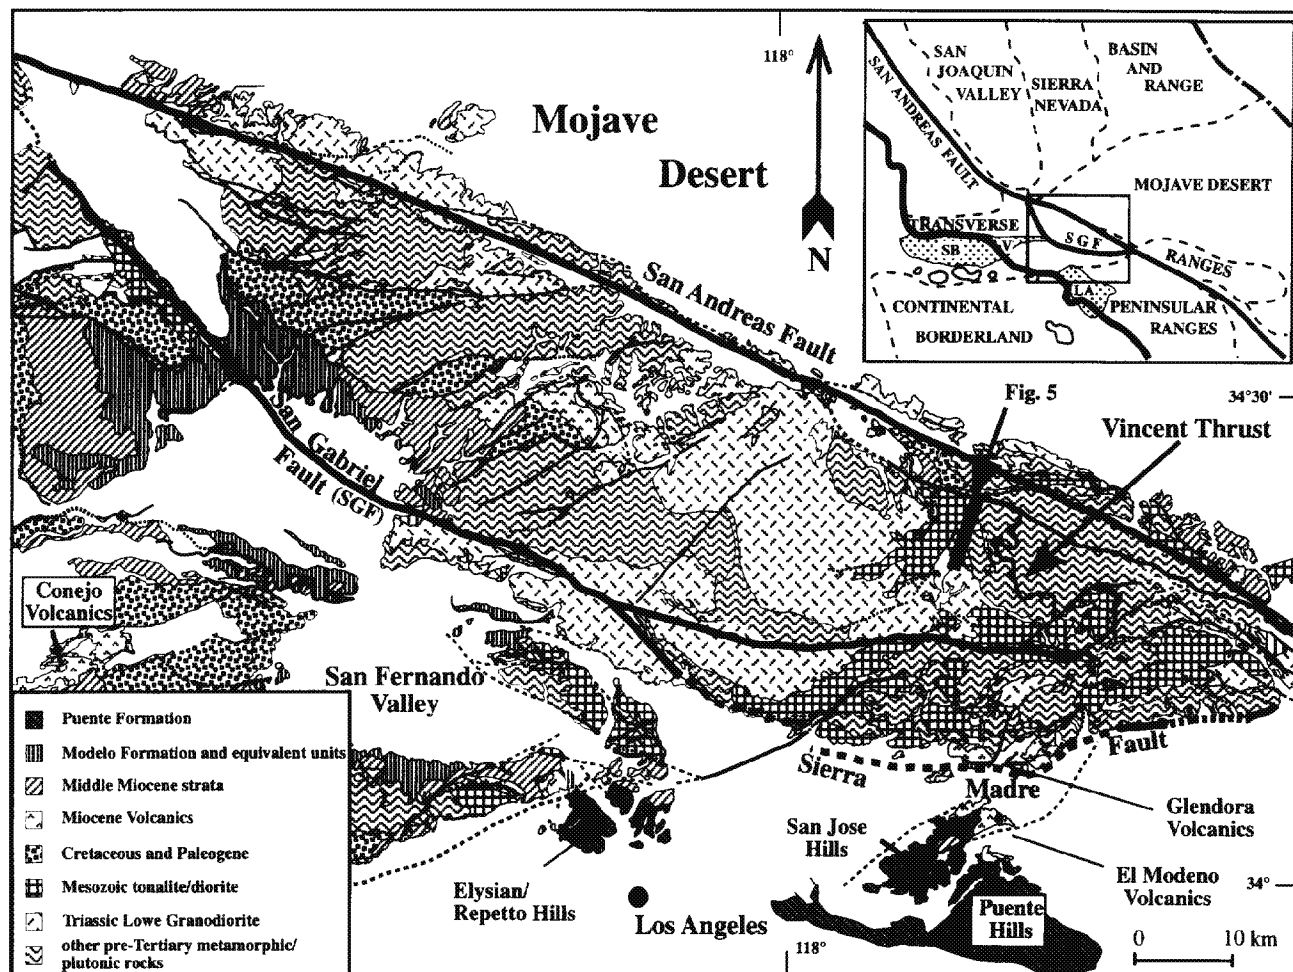 118°
Mojave
Desert
N
SAN
JOAQUIN
VALLEY
SIERRA
NEVADA
BASIN
AND
RANGE
SAN ANDREAS FAULT
MOJAVE DESERT
TRANSVERSE
SB
V
SGF
RANGES
LA
CONTINENTAL
BORDERLAND
PENINSULAR
RANGES
San Andreas Fault
Fig. 5
34°30'
Vincent Thrust
San Gabriel
Fault (SGF)
Conejo
Volcanics
San Fernando
Valley
Sierra
Madre
Fault
Glendora
Volcanics
San Jose
Hills
El Modeno
Volcanics
Elysian/
Repetto Hills
Los Angeles
Puente
Hills
34°
118°
0 10 km
Puente Formation
Modelo Formation and equivalent units
Middle Miocene strata
Miocene Volcanics
Cretaceous and Paleogene
Mesozoic tonalite/diorite
Triassic Lowe Granodiorite
other pre-Tertiary metamorphic/
plutonic rocks